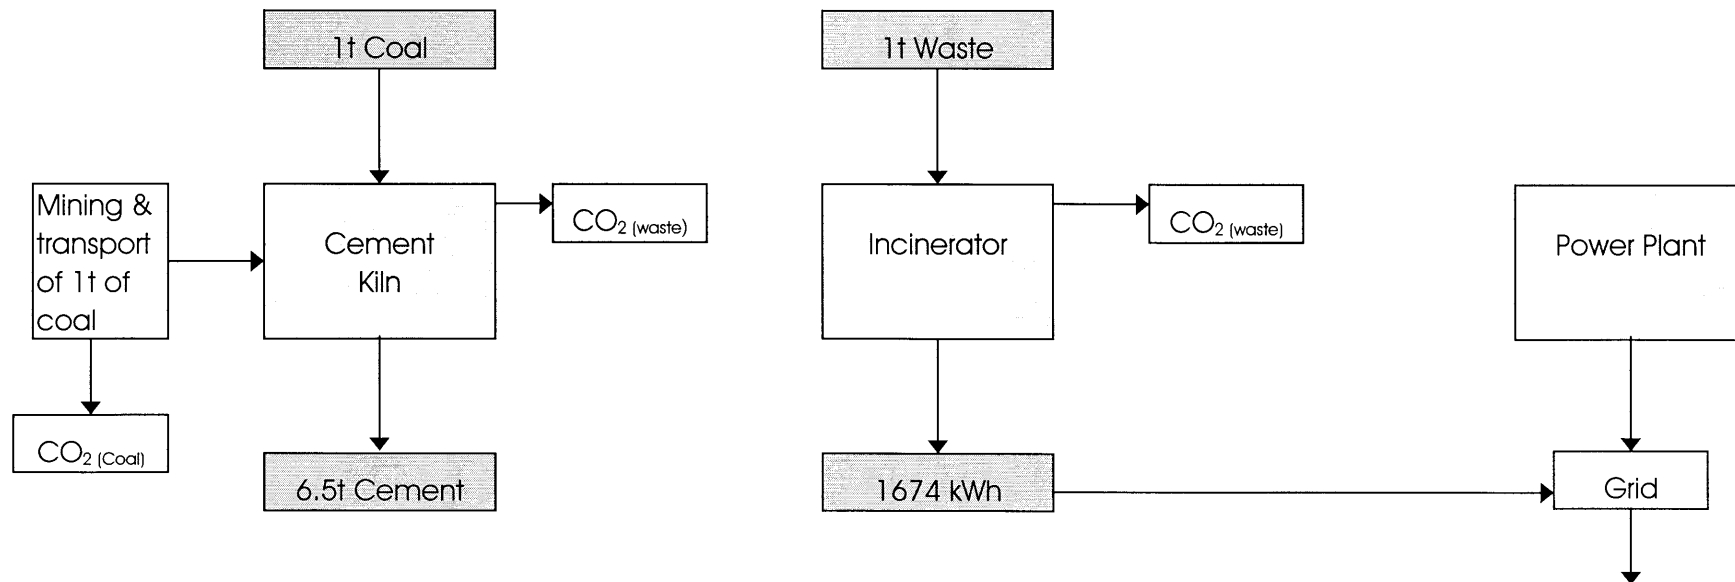 1t Coal
1t Waste
Mining &
transport
of 1t of
coal
Cement
Kiln
CO₂ (waste)
Incinerator
CO₂ (waste)
Power Plant
CO₂ (Coal)
6.5t Cement
1674 kWh
Grid